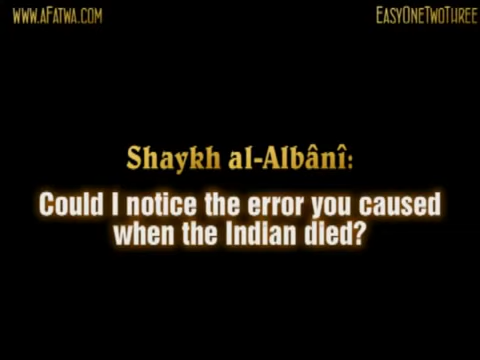 www.aFatwa.com
EasyOneTwoThree
Shaykh al-Albânî:
Could I notice the error you caused
when the Indian died?